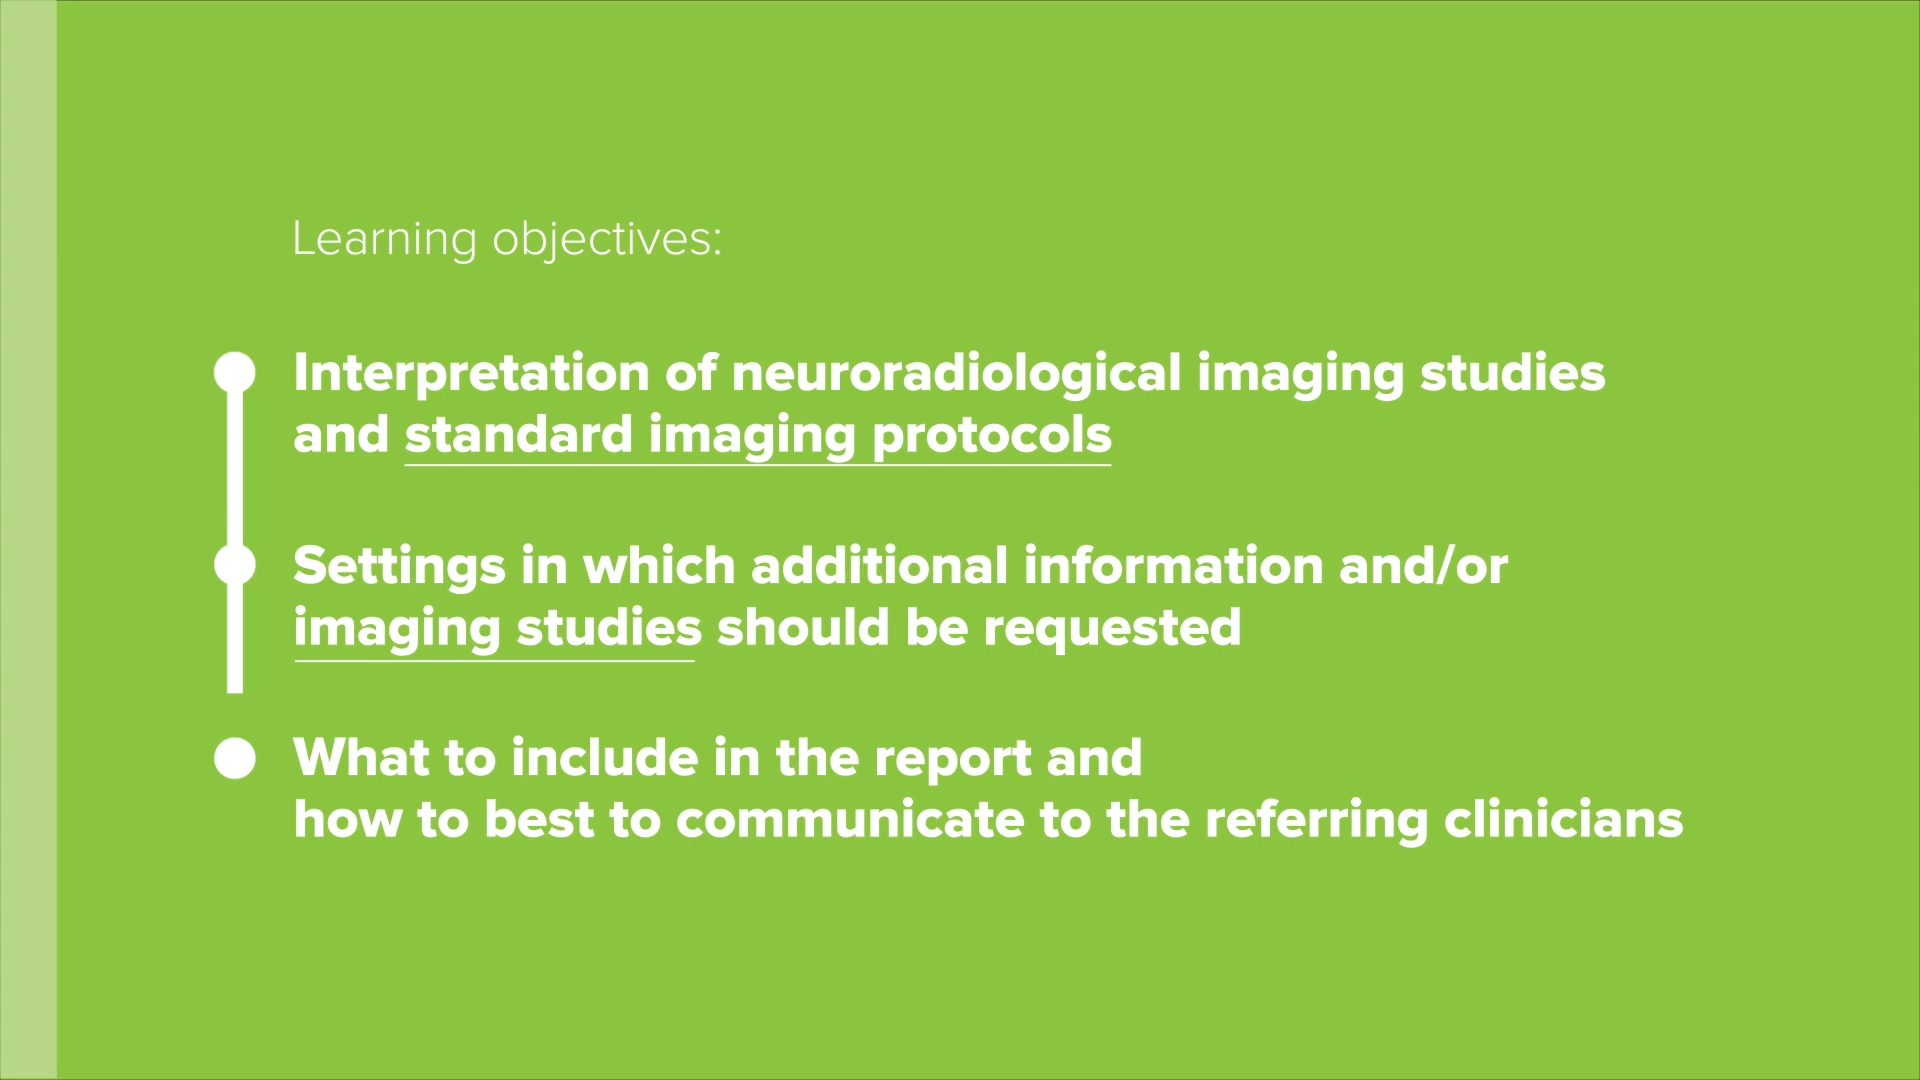 Learning objectives:
Interpretation of neuroradiological imaging studies
and standard imaging protocols
Settings in which additional information and/or
imaging studies should be requested
What to include in the report and
how to best to communicate to the referring clinicians